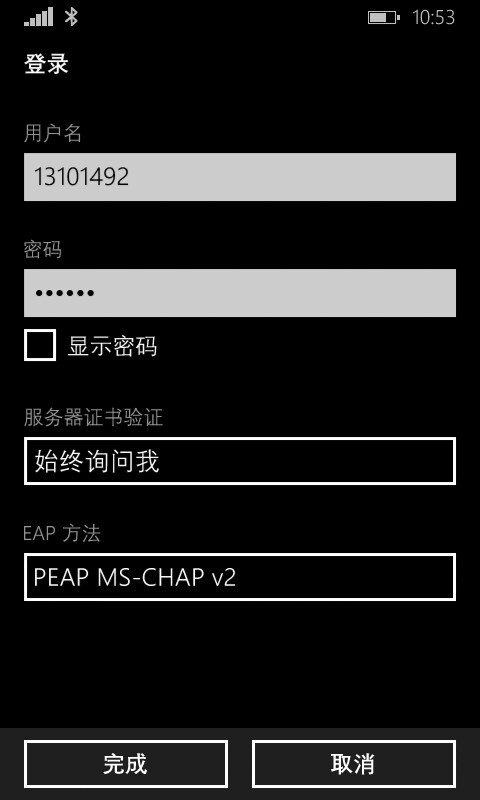 10:53
登录
用户名
13101492
密码
••••••
显示密码
服务器证书验证
始终询问我
EAP 方法
PEAP MS-CHAP v2
完成
取消